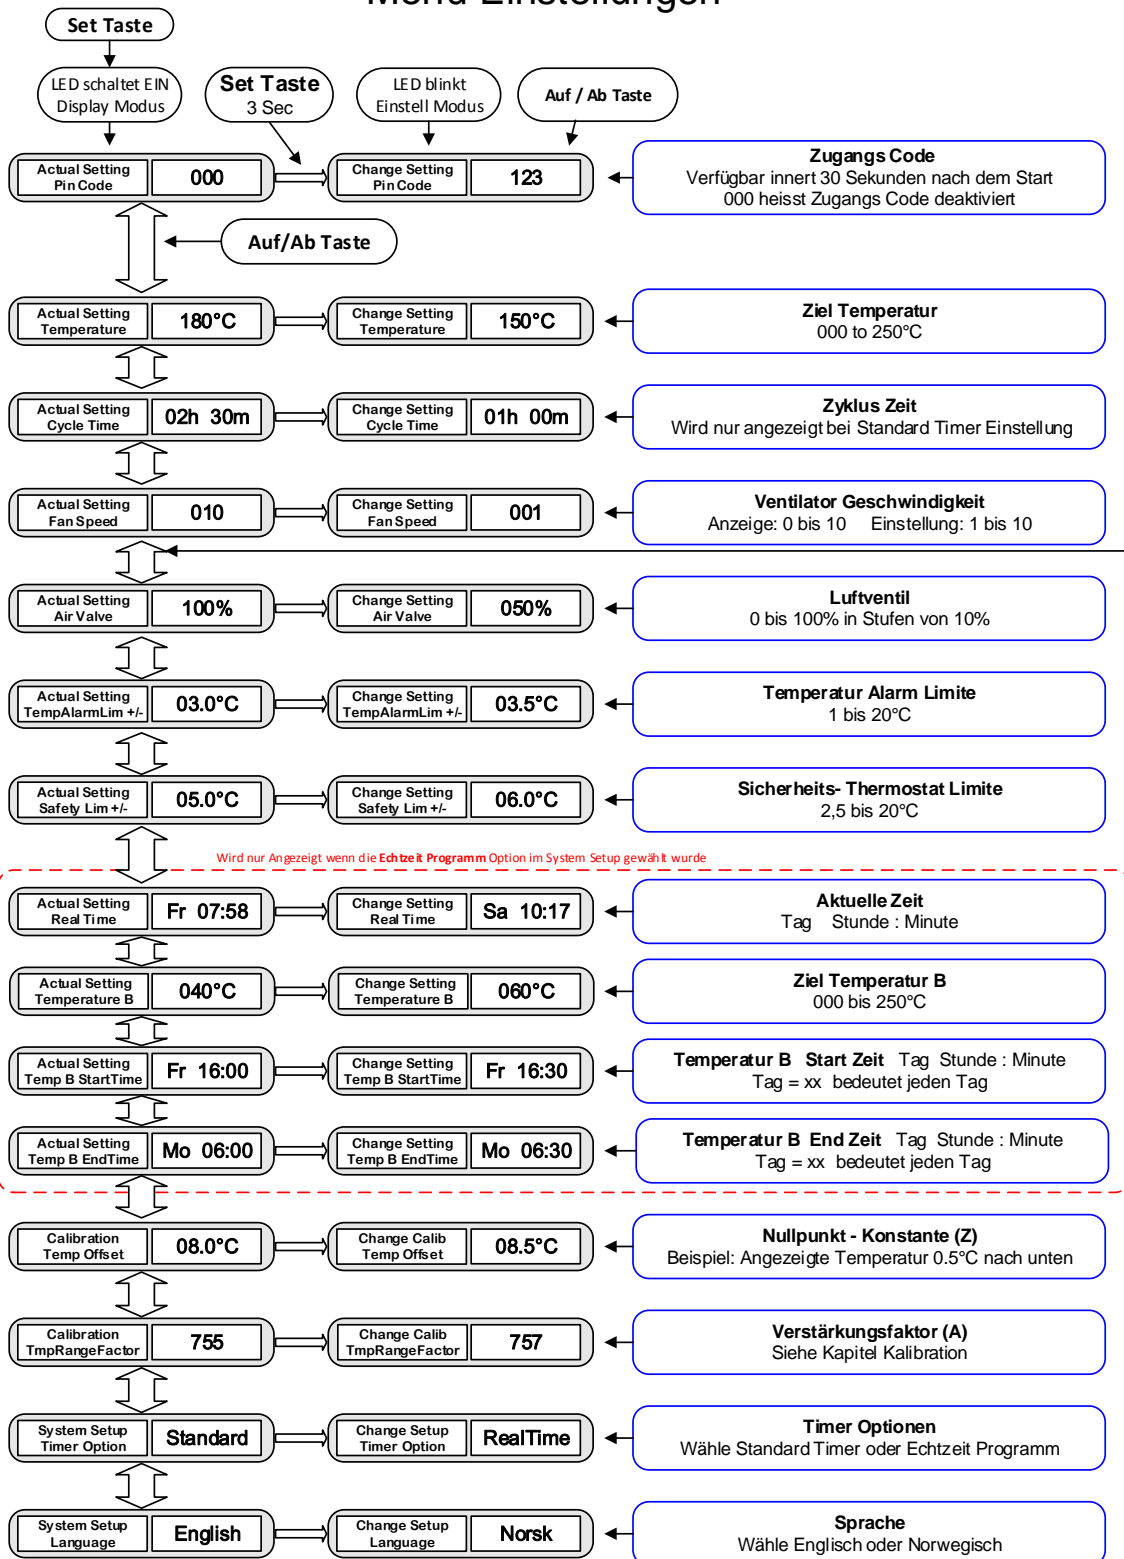 Menü Einstellungen
Set Taste
LED schaltet EIN
Display Modus
Set Taste
3 Sec
LED blinkt
Einstell Modus
Auf / Ab Taste
Actual Setting
Pin Code
000
Change Setting
Pin Code
123
Zugangs Code
Verfügbar innert 30 Sekunden nach dem Start
000 heisst Zugangs Code deaktiviert
Auf/Ab Taste
Actual Setting
Temperature
180°C
Change Setting
Temperature
150°C
Ziel Temperatur
000 to 250°C
Actual Setting
Cycle Time
02h 30m
Change Setting
Cycle Time
01h 00m
Zyklus Zeit
Wird nur angezeigt bei Standard Timer Einstellung
Actual Setting
Fan Speed
010
Change Setting
Fan Speed
001
Ventilator Geschwindigkeit
Anzeige: 0 bis 10 Einstellung: 1 bis 10
Actual Setting
Air Valve
100%
Change Setting
Air Valve
050%
Luftventil
0 bis 100% in Stufen von 10%
Actual Setting
TempAlarmLim +/-
03.0°C
Change Setting
TempAlarmLim +/-
03.5°C
Temperatur Alarm Limite
1 bis 20°C
Actual Setting
Safety Lim +/-
05.0°C
Change Setting
Safety Lim +/-
06.0°C
Sicherheits- Thermostat Limite
2,5 bis 20°C
Wird nur Angezeigt wenn die Echtzeit Programm Option im System Setup gewählt wurde
Actual Setting
Real Time
Fr 07:58
Change Setting
Real Time
Sa 10:17
Aktuelle Zeit
Tag Stunde : Minute
Actual Setting
Temperature B
040°C
Change Setting
Temperature B
060°C
Ziel Temperatur B
000 bis 250°C
Actual Setting
Temp B StartTime
Fr 16:00
Change Setting
Temp B StartTime
Fr 16:30
Temperatur B Start Zeit Tag Stunde : Minute
Tag = xx bedeutet jeden Tag
Actual Setting
Temp B EndTime
Mo 06:00
Change Setting
Temp B EndTime
Mo 06:30
Temperatur B End Zeit Tag Stunde : Minute
Tag = xx bedeutet jeden Tag
Calibration
Temp Offset
08.0°C
Change Calib
Temp Offset
08.5°C
Nullpunkt - Konstante (Z)
Beispiel: Angezeigte Temperatur 0.5°C nach unten
Calibration
TmpRangeFactor
755
Change Calib
TmpRangeFactor
757
Verstärkungsfaktor (A)
Siehe Kapitel Kalibration
System Setup
Timer Option
Standard
Change Setup
Timer Option
RealTime
Timer Optionen
Wähle Standard Timer oder Echtzeit Programm
System Setup
Language
English
Change Setup
Language
Norsk
Sprache
Wähle Englisch oder Norwegisch